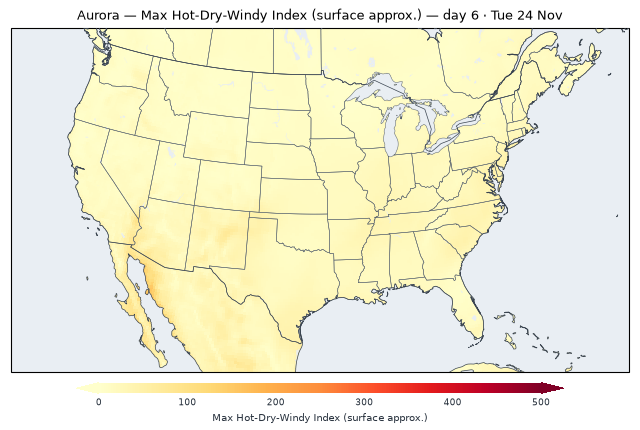 Aurora — Max Hot-Dry-Windy Index (surface approx.) — day 6 · Tue 24 Nov
0 100 200 300 400 500
Max Hot-Dry-Windy Index (surface approx.)